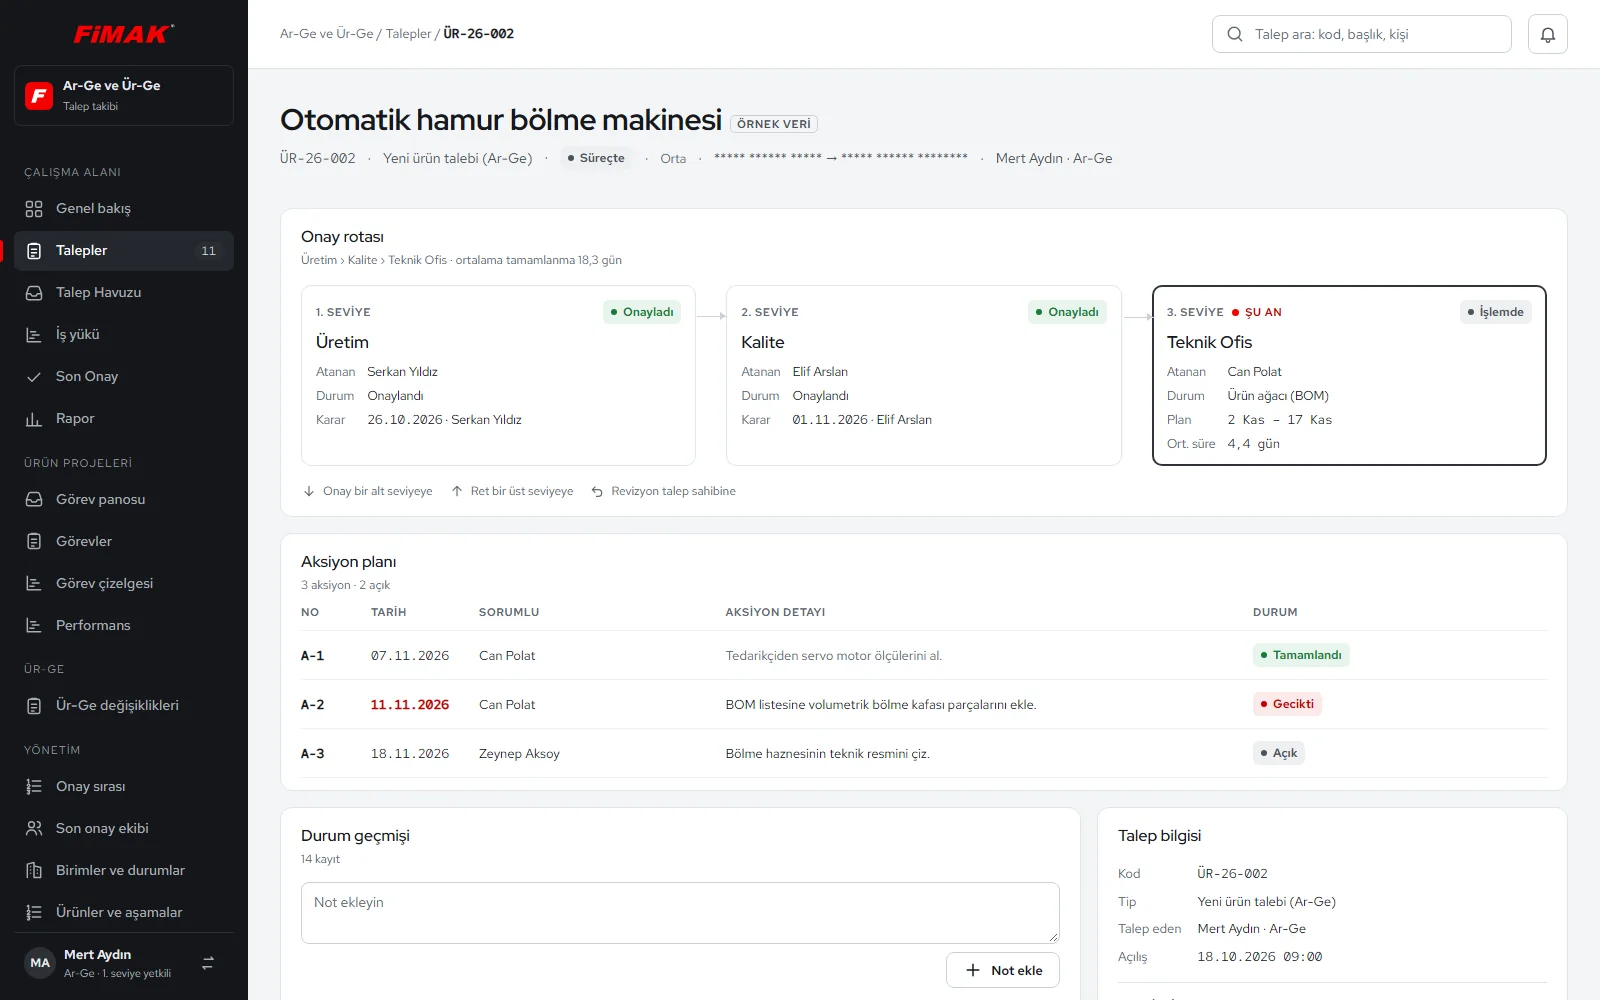 FiMAK
Ar-Ge ve Ür-Ge
Talep takibi
ÇALIŞMA ALANI
Genel bakış
Talepler 11
Talep Havuzu
İş yükü
Son Onay
Rapor
ÜRÜN PROJELERİ
Görev panosu
Görevler
Görev çizelgesi
Performans
ÜR-GE
Ür-Ge değişiklikleri
YÖNETİM
Onay sırası
Son onay ekibi
Birimler ve durumlar
Ürünler ve aşamalar
MA
Mert Aydın
Ar-Ge · 1. seviye yetkili
Ar-Ge ve Ür-Ge / Talepler / ÜR-26-002
Talep ara: kod, başlık, kişi
Otomatik hamur bölme makinesi ÖRNEK VERİ
ÜR-26-002 · Yeni ürün talebi (Ar-Ge) · Süreçte · Orta · ***** ****** ***** → ***** ****** ******** · Mert Aydın · Ar-Ge
Onay rotası
Üretim › Kalite › Teknik Ofis · ortalama tamamlanma 18,3 gün
1. SEVİYE Onayladı
Üretim
Atanan Serkan Yıldız
Durum Onaylandı
Karar 26.10.2026 · Serkan Yıldız
2. SEVİYE Onayladı
Kalite
Atanan Elif Arslan
Durum Onaylandı
Karar 01.11.2026 · Elif Arslan
3. SEVİYE ŞU AN İşlemde
Teknik Ofis
Atanan Can Polat
Durum Ürün ağacı (BOM)
Plan 2 Kas – 17 Kas
Ort. süre 4,4 gün
Onay bir alt seviyeye Ret bir üst seviyeye Revizyon talep sahibine
Aksiyon planı
3 aksiyon · 2 açık
NO TARİH SORUMLU AKSİYON DETAYI DURUM
A-1 07.11.2026 Can Polat Tedarikçiden servo motor ölçülerini al. Tamamlandı
A-2 11.11.2026 Can Polat BOM listesine volumetrik bölme kafası parçalarını ekle. Gecikti
A-3 18.11.2026 Zeynep Aksoy Bölme haznesinin teknik resmini çiz. Açık
Durum geçmişi
14 kayıt
Not ekleyin
Not ekle
Talep bilgisi
Kod ÜR-26-002
Tip Yeni ürün talebi (Ar-Ge)
Talep eden Mert Aydın · Ar-Ge
Açılış 18.10.2026 09:00